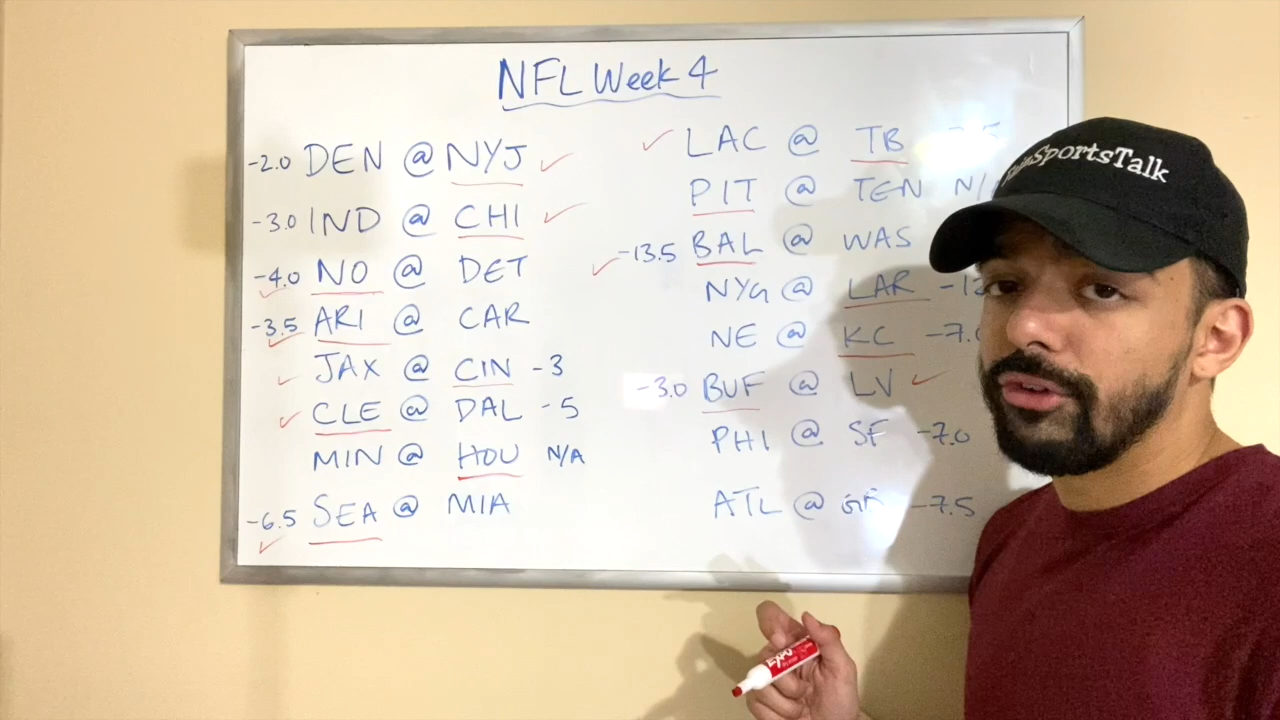 NFL Week 4
-2.0 DEN @ NYJ
-3.0 IND @ CHI
-4.0 NO @ DET
-3.5 ARI @ CAR
JAX @ CIN -3
CLE @ DAL -5
MIN @ HOU N/A
-6.5 SEA @ MIA
LAC @ TB
PIT @ TEN
-13.5 BAL @ WAS
NYG @ LAR
NE @ KC
-3.0 BUF @ LV
PHI @ SF -7.0
ATL @ -7.5
SportsTalk
EXPO